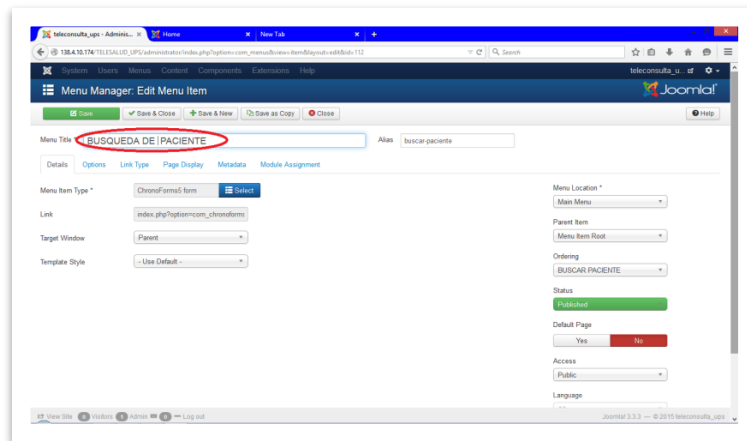 teleconsulta_ups - Adminis... × Home × New Tab × +
138.4.10.174/TELESALUD_UPS/administrator/index.php?option=com_menus&view=item&layout=edit&id=112 Search
System Users Menus Content Components Extensions Help teleconsulta_u...
Menu Manager: Edit Menu Item Joomla!
Save Save & Close Save & New Save as Copy Close Help
Menu Title * BUSQUEDA DE PACIENTE Alias buscar-paciente
Details Options Link Type Page Display Metadata Module Assignment
Menu Item Type * ChronoForms5 form Select Menu Location *
Main Menu
Link index.php?option=com_chronoforms Parent Item
Target Window Parent Menu Item Root
Template Style - Use Default - Ordering
BUSCAR PACIENTE
Status
Published
Default Page
Yes No
Access
Public
Language
View Site 0 Visitors 1 Admin 0 Log out Joomla! 3.3.3 — © 2015 teleconsulta_ups